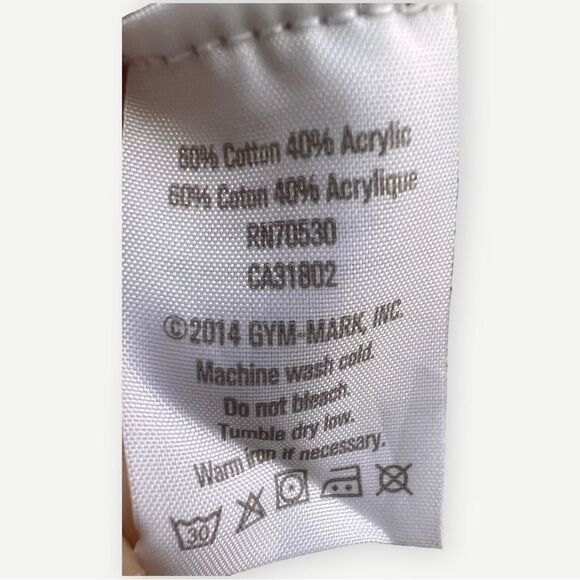 60% Cotton 40% Acrylic
60% Coton 40% Acrylique
RN70530
CA31802
©2014 GYM-MARK, INC.
Machine wash cold.
Do not bleach.
Tumble dry low.
Warm iron if necessary.
30